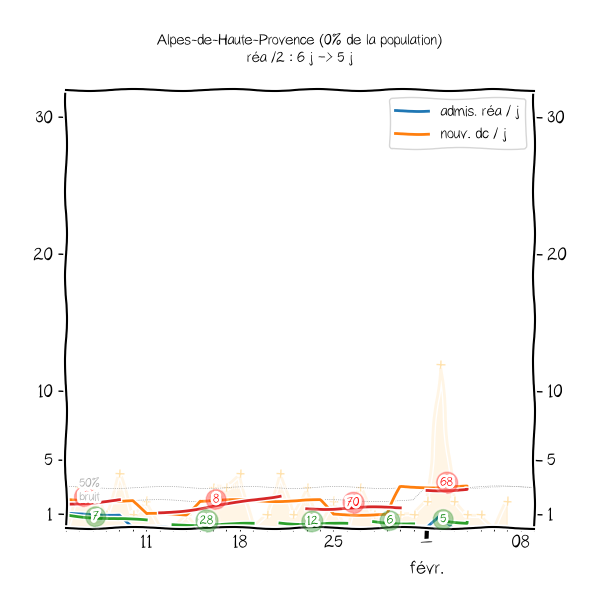 Alpes-de-Haute-Provence (0% de la population)
réa /2 : 6 j -> 5 j
admis. réa / j
nouv. dc / j
30 30
20 20
10 10
5 5
1 1
50%
bruit
7 28 8 12 70 6 68 5
11 18 25 1 08
févr.